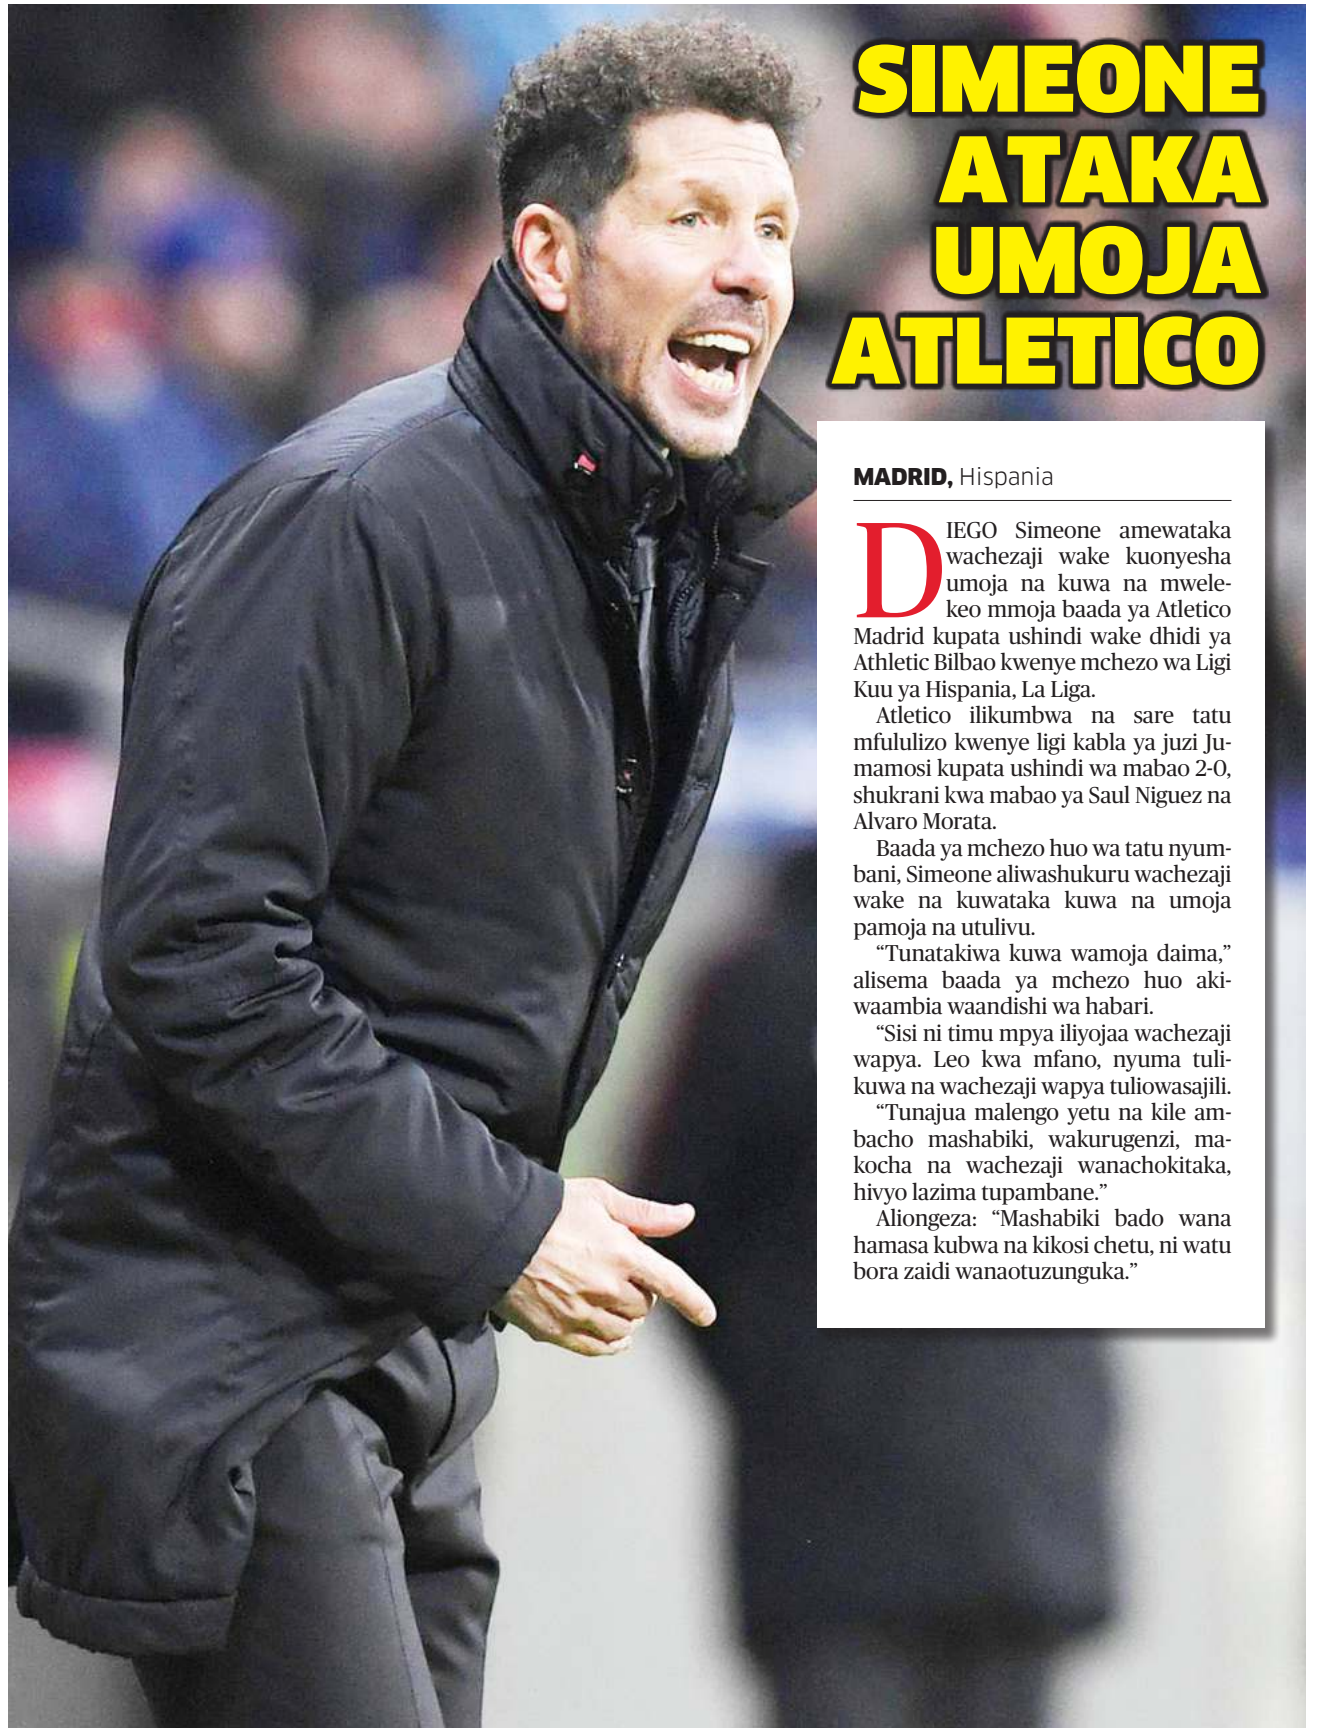 SIMEONE
ATAKA
UMOJA
ATLETICO
MADRID, Hispania
DIEGO Simeone amewataka
wachezaji wake kuonyesha
umoja na kuwa na mwele-
keo mmoja baada ya Atletico
Madrid kupata ushindi wake dhidi ya
Athletic Bilbao kwenye mchezo wa Ligi
Kuu ya Hispania, La Liga.
Atletico ilikumbwa na sare tatu
mfululizo kwenye ligi kabla ya juzi Ju-
mamosi kupata ushindi wa mabao 2-0,
shukrani kwa mabao ya Saul Niguez na
Alvaro Morata.
Baada ya mchezo huo wa tatu nyum-
bani, Simeone aliwashukuru wachezaji
wake na kuwataka kuwa na umoja
pamoja na utulivu.
“Tunatakiwa kuwa wamoja daima,”
alisema baada ya mchezo huo aki-
waambia waandishi wa habari.
“Sisi ni timu mpya iliyojaa wachezaji
wapya. Leo kwa mfano, nyuma tuli-
kuwa na wachezaji wapya tuliowasajili.
“Tunajua malengo yetu na kile am-
bacho mashabiki, wakurugenzi, ma-
kocha na wachezaji wanachokitaka,
hivyo lazima tupambane.”
Aliongeza: “Mashabiki bado wana
hamasa kubwa na kikosi chetu, ni watu
bora zaidi wanaotuzunguka.”